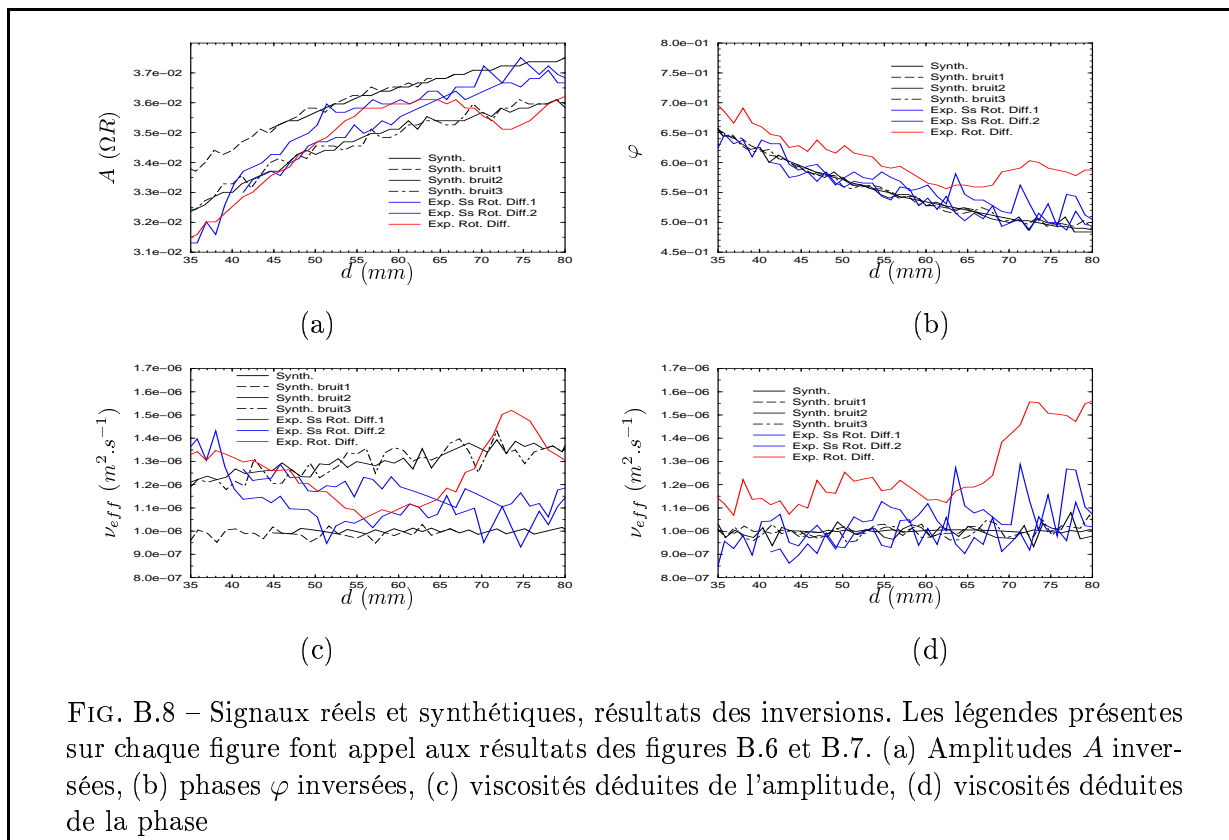 3.7e−02
3.6e−02
3.5e−02
3.4e−02
3.3e−02
3.2e−02
3.1e−02
A (ΩR)
Synth.
Synth. bruit1
Synth. bruit2
Synth. bruit3
Exp. Ss Rot. Diff.1
Exp. Ss Rot. Diff.2
Exp. Rot. Diff.
35 40 45 50 55 60 65 70 75 80
d (mm)
(a)
8.0e−01
7.0e−01
6.0e−01
5.0e−01
4.5e−01
φ
Synth.
Synth. bruit1
Synth. bruit2
Synth. bruit3
Exp. Ss Rot. Diff.1
Exp. Ss Rot. Diff.2
Exp. Rot. Diff.
35 40 45 50 55 60 65 70 75 80
d (mm)
(b)
1.7e−06
1.6e−06
1.5e−06
1.4e−06
1.3e−06
1.2e−06
1.1e−06
1.0e−06
9.0e−07
8.0e−07
ν_eff (m².s⁻¹)
Synth.
Synth. bruit1
Synth. bruit2
Synth. bruit3
Exp. Ss Rot. Diff.1
Exp. Ss Rot. Diff.2
Exp. Rot. Diff.
35 40 45 50 55 60 65 70 75 80
d (mm)
(c)
1.7e−06
1.6e−06
1.5e−06
1.4e−06
1.3e−06
1.2e−06
1.1e−06
1.0e−06
9.0e−07
8.0e−07
ν_eff (m².s⁻¹)
Synth.
Synth. bruit1
Synth. bruit2
Synth. bruit3
Exp. Ss Rot. Diff.1
Exp. Ss Rot. Diff.2
Exp. Rot. Diff.
35 40 45 50 55 60 65 70 75 80
d (mm)
(d)
FIG. B.8 – Signaux réels et synthétiques, résultats des inversions. Les légendes présentes
sur chaque figure font appel aux résultats des figures B.6 et B.7. (a) Amplitudes A inver-
sées, (b) phases φ inversées, (c) viscosités déduites de l'amplitude, (d) viscosités déduites
de la phase